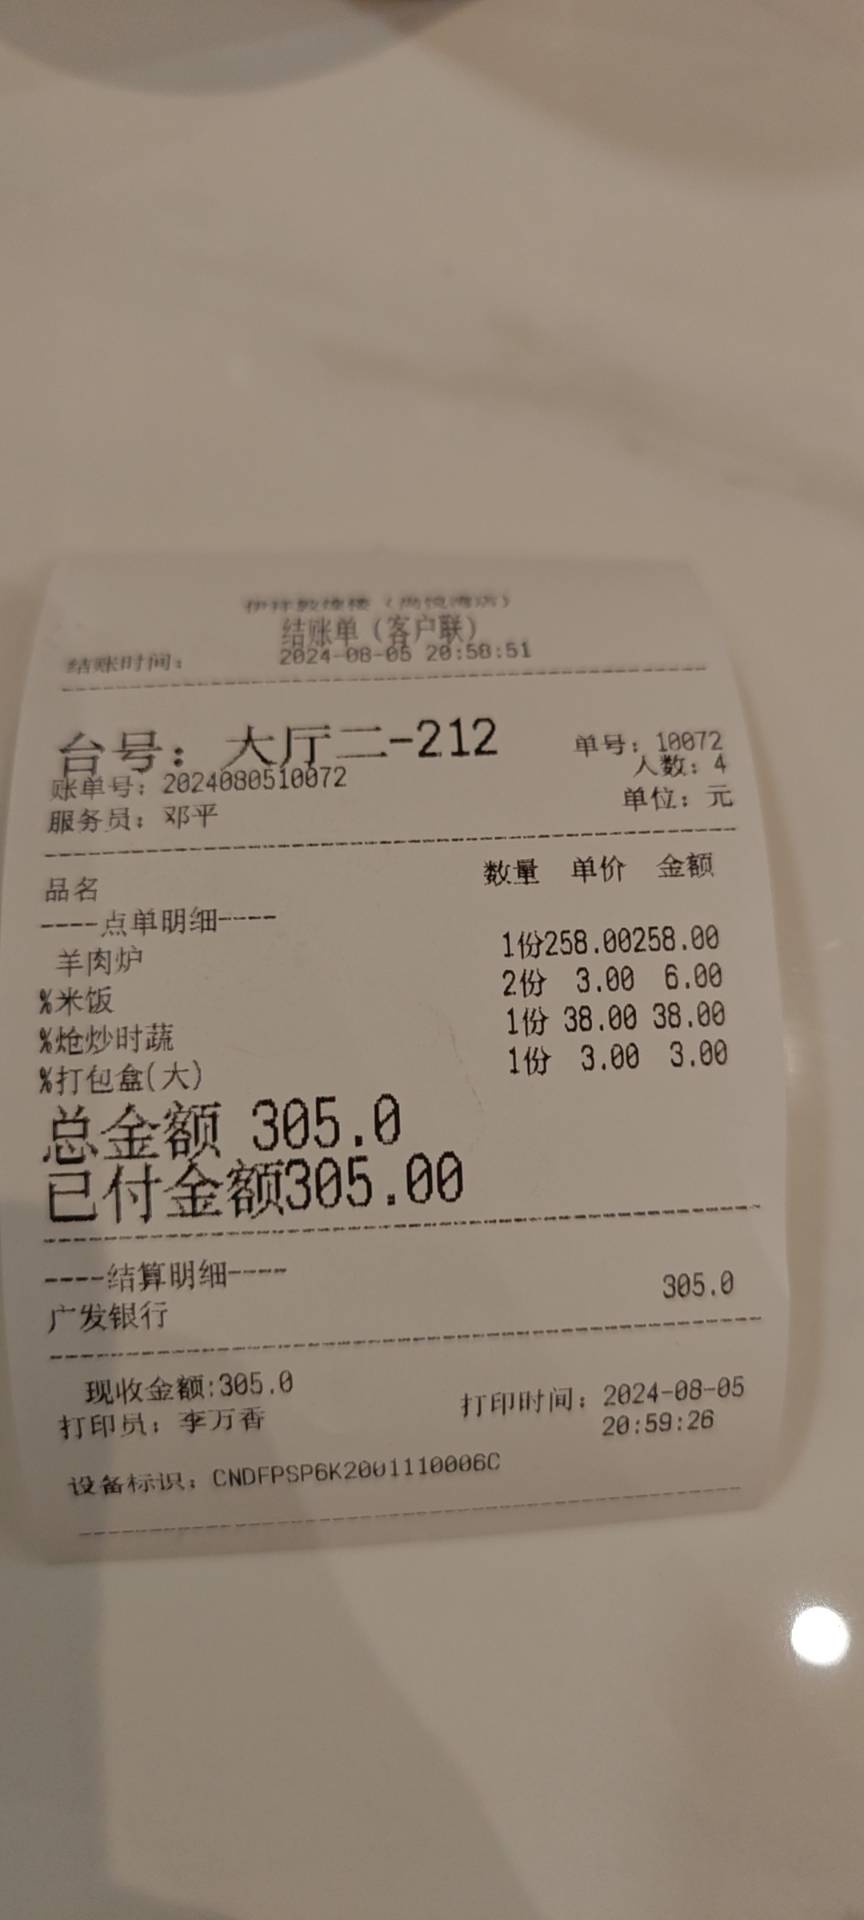 结账单（客户联）
结账时间： 2024-08-05 20:58:51
台号：大厅二-212 单号：10072
账单号：2024080510072 人数：4
服务员：邓平 单位：元
品名 数量 单价 金额
----点单明细----
羊肉炉 1份258.00258.00
%米饭 2份 3.00 6.00
%炝炒时蔬 1份 38.00 38.00
%打包盒(大) 1份 3.00 3.00
总金额 305.0
已付金额305.00
----结算明细----
广发银行 305.0
现收金额:305.0
打印员：李万香 打印时间：2024-08-05
20:59:26
设备标识：CNDFPSP6K2001110006C